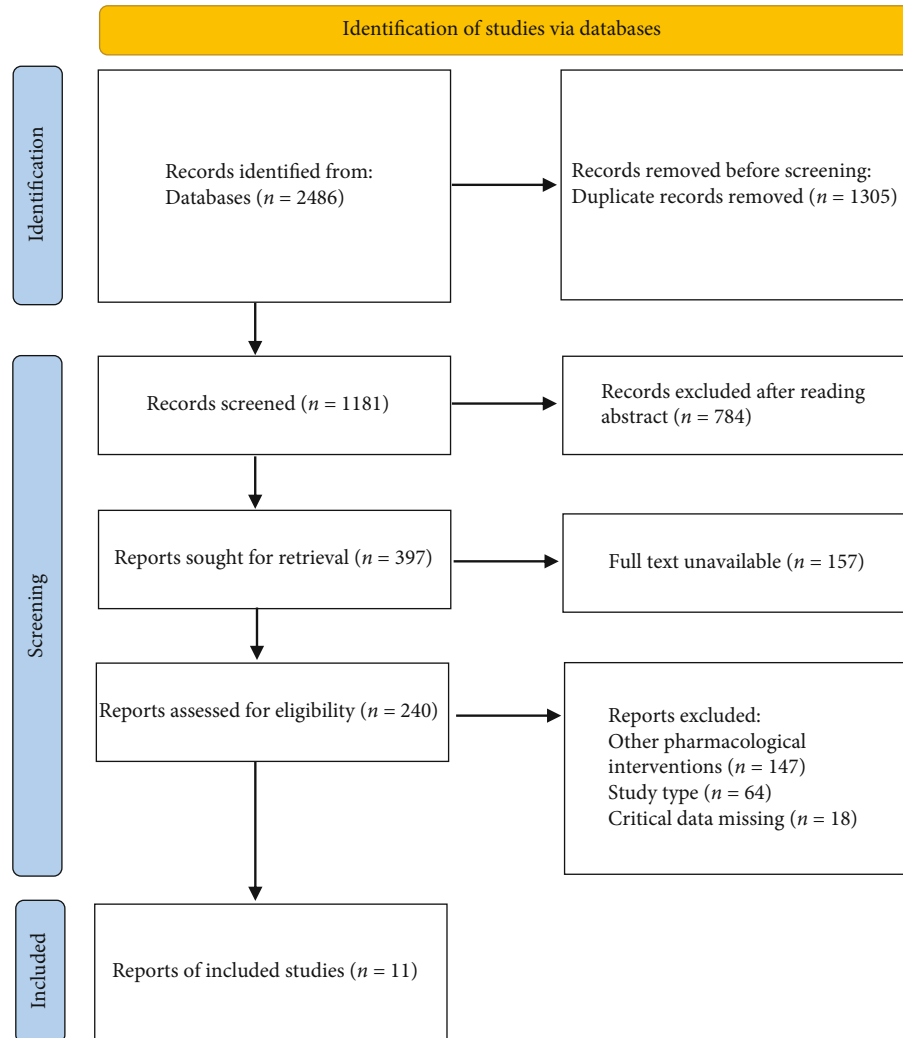 Identification of studies via databases
Identification
Records identified from:
Databases (n = 2486)
Records removed before screening:
Duplicate records removed (n = 1305)
Screening
Records screened (n = 1181)
Records excluded after reading
abstract (n = 784)
Reports sought for retrieval (n = 397)
Full text unavailable (n = 157)
Reports assessed for eligibility (n = 240)
Reports excluded:
Other pharmacological
interventions (n = 147)
Study type (n = 64)
Critical data missing (n = 18)
Included
Reports of included studies (n = 11)